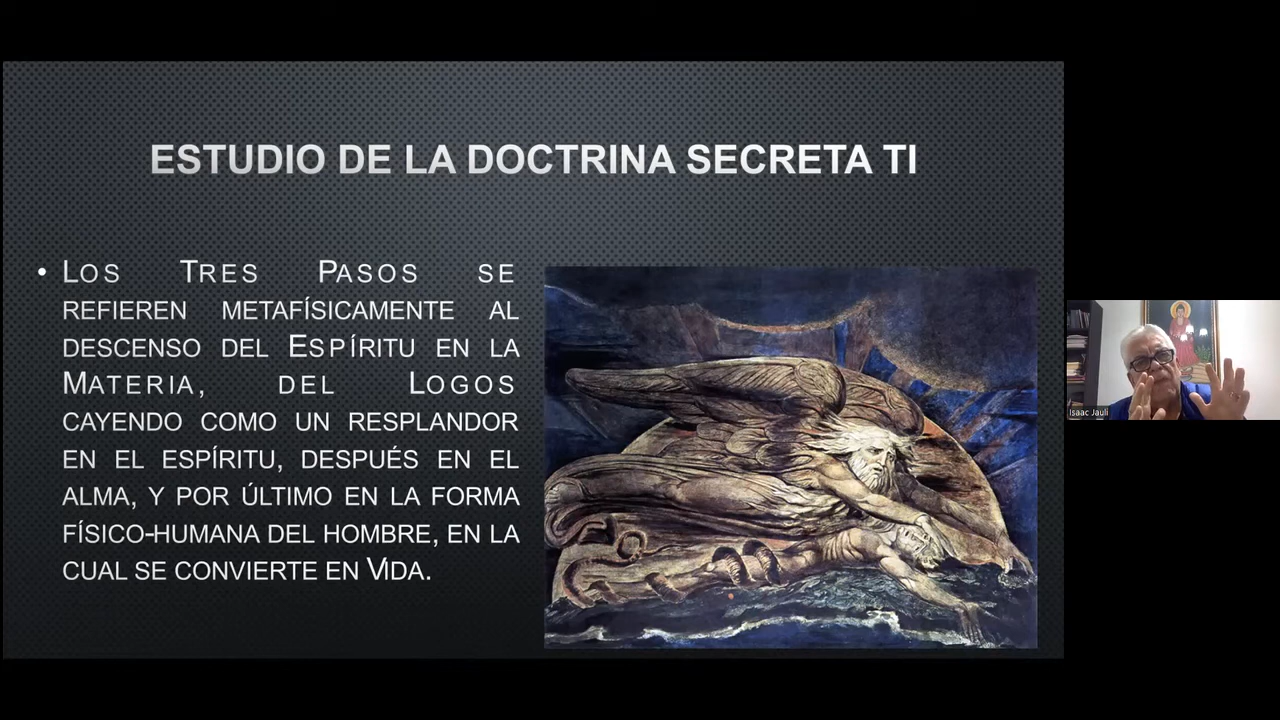 ESTUDIO DE LA DOCTRINA SECRETA TI
• LOS TRES PASOS SE
REFIEREN METAFÍSICAMENTE AL
DESCENSO DEL ESPÍRITU EN LA
MATERIA, DEL LOGOS
CAYENDO COMO UN RESPLANDOR
EN EL ESPÍRITU, DESPUÉS EN EL
ALMA, Y POR ÚLTIMO EN LA FORMA
FÍSICO-HUMANA DEL HOMBRE, EN LA
CUAL SE CONVIERTE EN VIDA.
Isaac Jauli